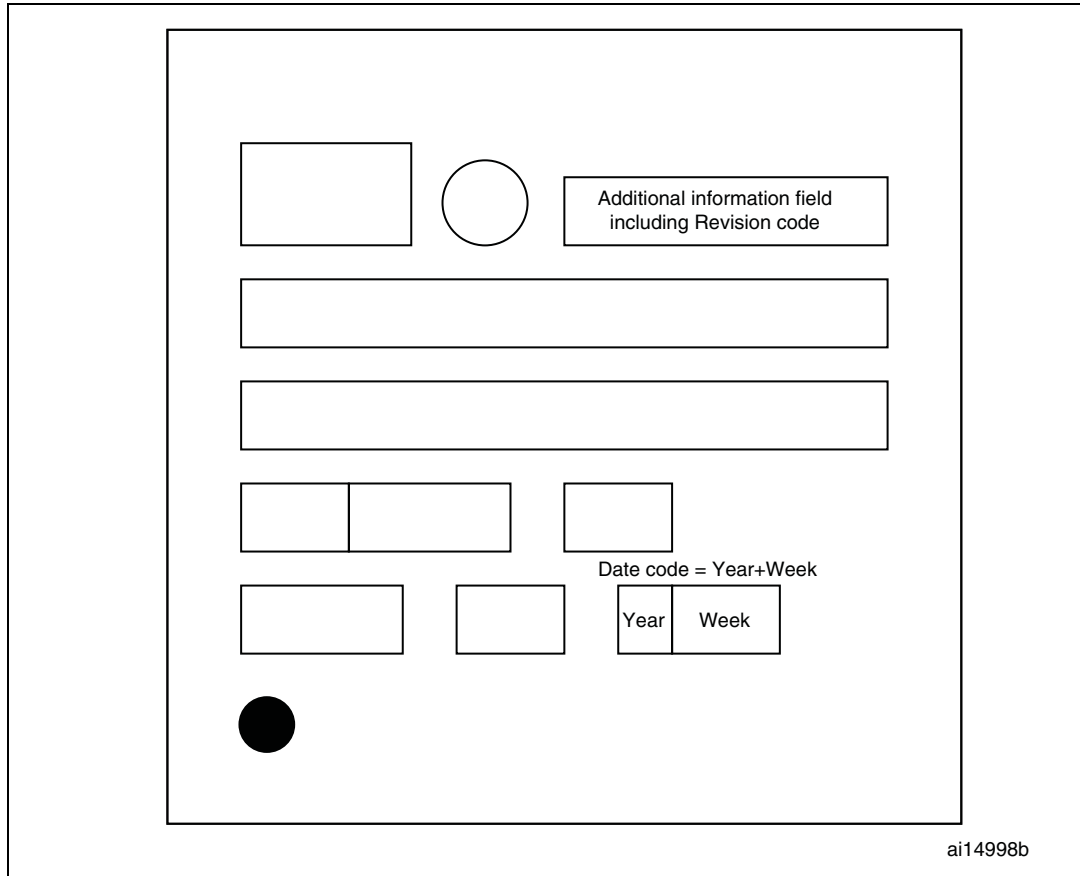 Additional information field
including Revision code
Date code = Year+Week
Year Week
ai14998b